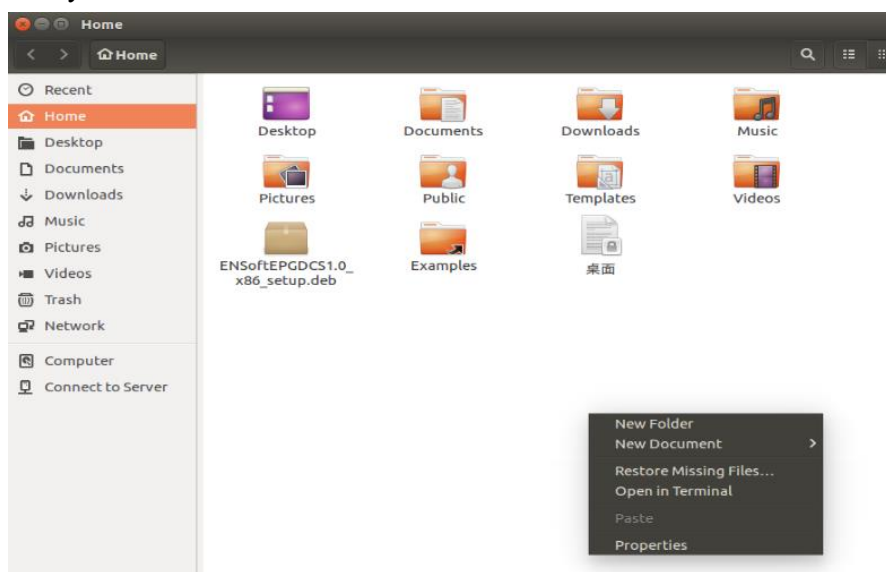 Home
Home
Recent
Home
Desktop
Documents
Downloads
Music
Pictures
Videos
Trash
Network
Computer
Connect to Server
Desktop
Documents
Downloads
Music
Pictures
Public
Templates
Videos
ENSoftEPGDCS1.0_
x86_setup.deb
Examples
桌面
New Folder
New Document
Restore Missing Files...
Open in Terminal
Paste
Properties